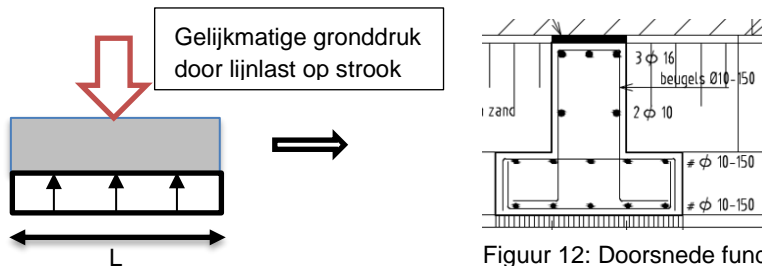 Gelijkmatige gronddruk
door lijnlast op strook
L
3 ϕ 16
beugels Ø10-150
zand
2 ϕ 10
# ϕ 10-150
# ϕ 10-150
Figuur 12: Doorsnede func